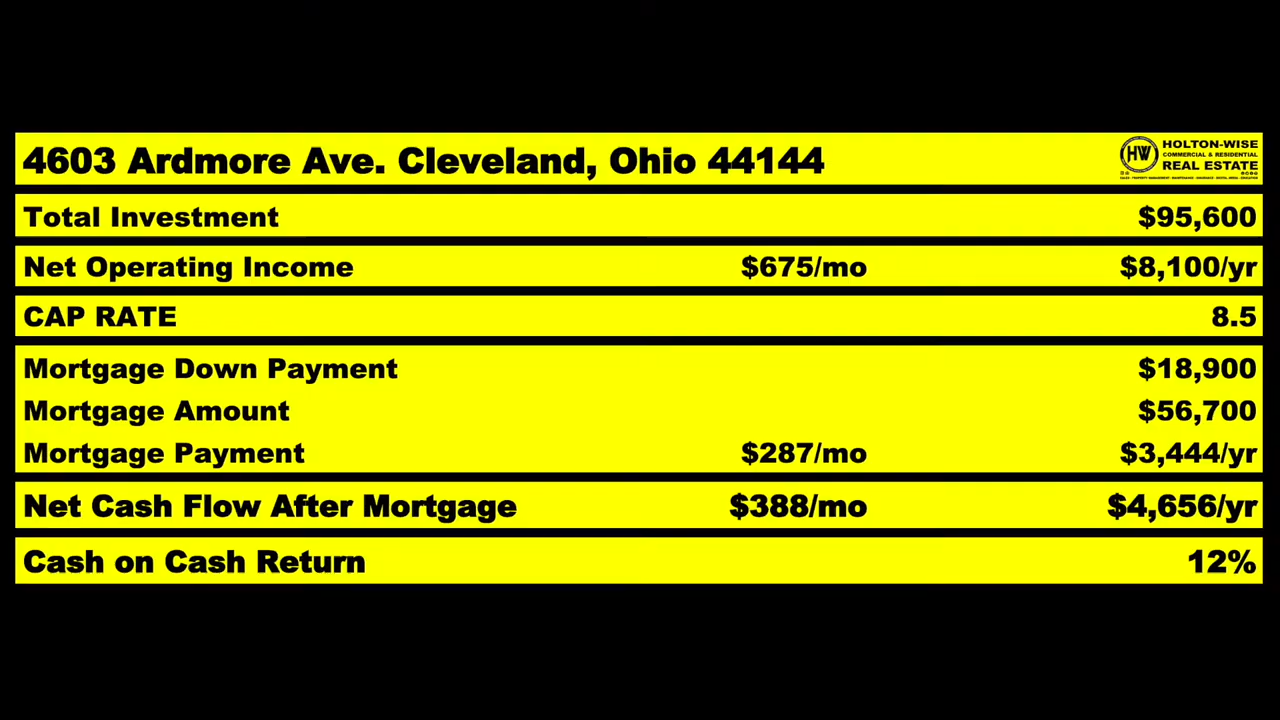 4603 Ardmore Ave. Cleveland, Ohio 44144
HW
HOLTON-WISE
COMMERCIAL & RESIDENTIAL
REAL ESTATE
Total Investment $95,600
Net Operating Income $675/mo $8,100/yr
CAP RATE 8.5
Mortgage Down Payment $18,900
Mortgage Amount $56,700
Mortgage Payment $287/mo $3,444/yr
Net Cash Flow After Mortgage $388/mo $4,656/yr
Cash on Cash Return 12%